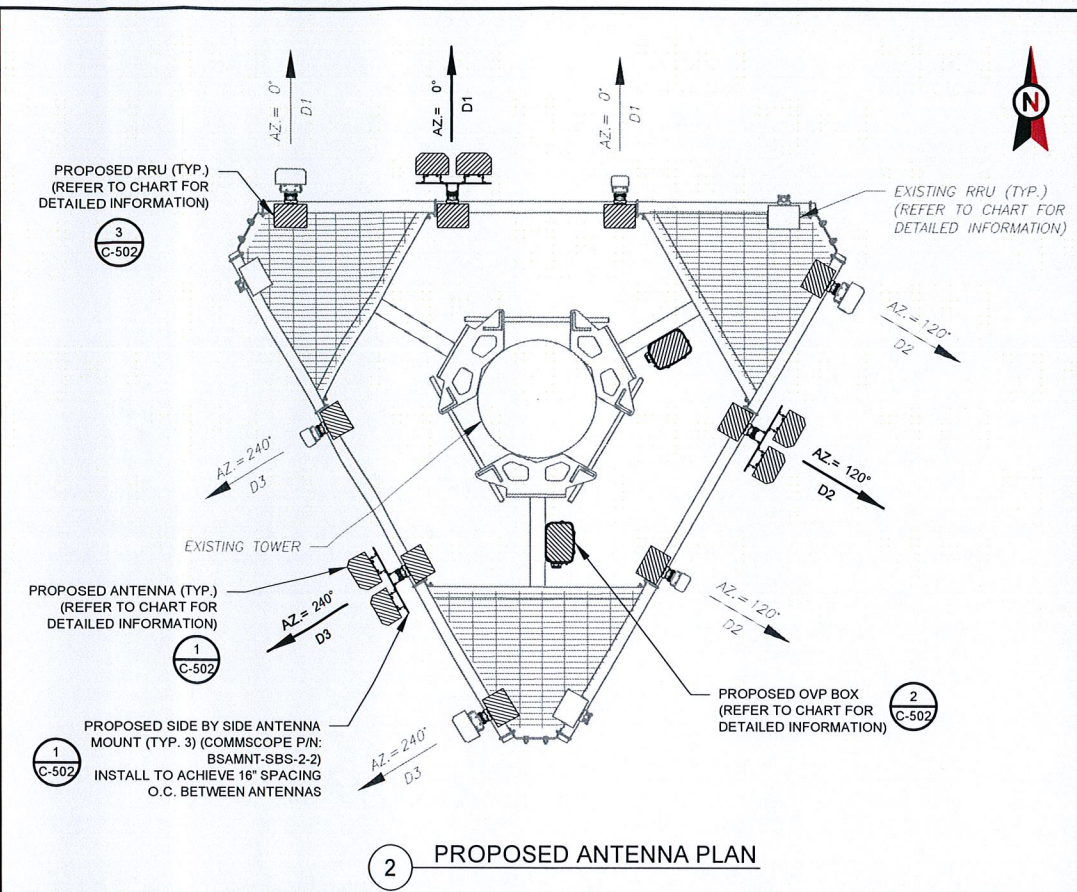 AZ.= 0°
D1
AZ.= 0°
D1
AZ.= 0°
D1
N
PROPOSED RRU (TYP.)
(REFER TO CHART FOR
DETAILED INFORMATION)
3
C-502
EXISTING RRU (TYP.)
(REFER TO CHART FOR
DETAILED INFORMATION)
AZ.= 120°
D2
AZ.= 240°
D3
AZ.= 120°
D2
EXISTING TOWER
PROPOSED ANTENNA (TYP.)
(REFER TO CHART FOR
DETAILED INFORMATION)
1
C-502
AZ.= 240°
D3
AZ.= 120°
D2
PROPOSED OVP BOX
(REFER TO CHART FOR
DETAILED INFORMATION)
2
C-502
PROPOSED SIDE BY SIDE ANTENNA
MOUNT (TYP. 3) (COMMSCOPE P/N:
BSAMNT-SBS-2-2)
INSTALL TO ACHIEVE 16" SPACING
O.C. BETWEEN ANTENNAS
1
C-502
AZ.= 240°
D3
2
PROPOSED ANTENNA PLAN